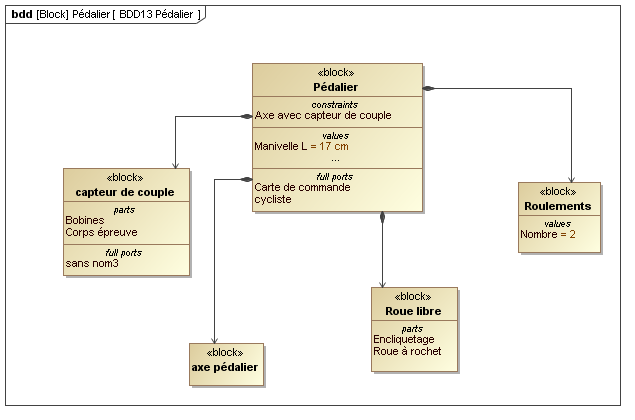 bdd [Block] Pédalier [ BDD13 Pédalier ]
«block»
Pédalier
constraints
Axe avec capteur de couple
values
Manivelle L = 17 cm
...
full ports
Carte de commande
cycliste
«block»
capteur de couple
parts
Bobines
Corps épreuve
full ports
sans nom3
«block»
Roulements
values
Nombre = 2
«block»
Roue libre
parts
Encliquetage
Roue à rochet
«block»
axe pédalier